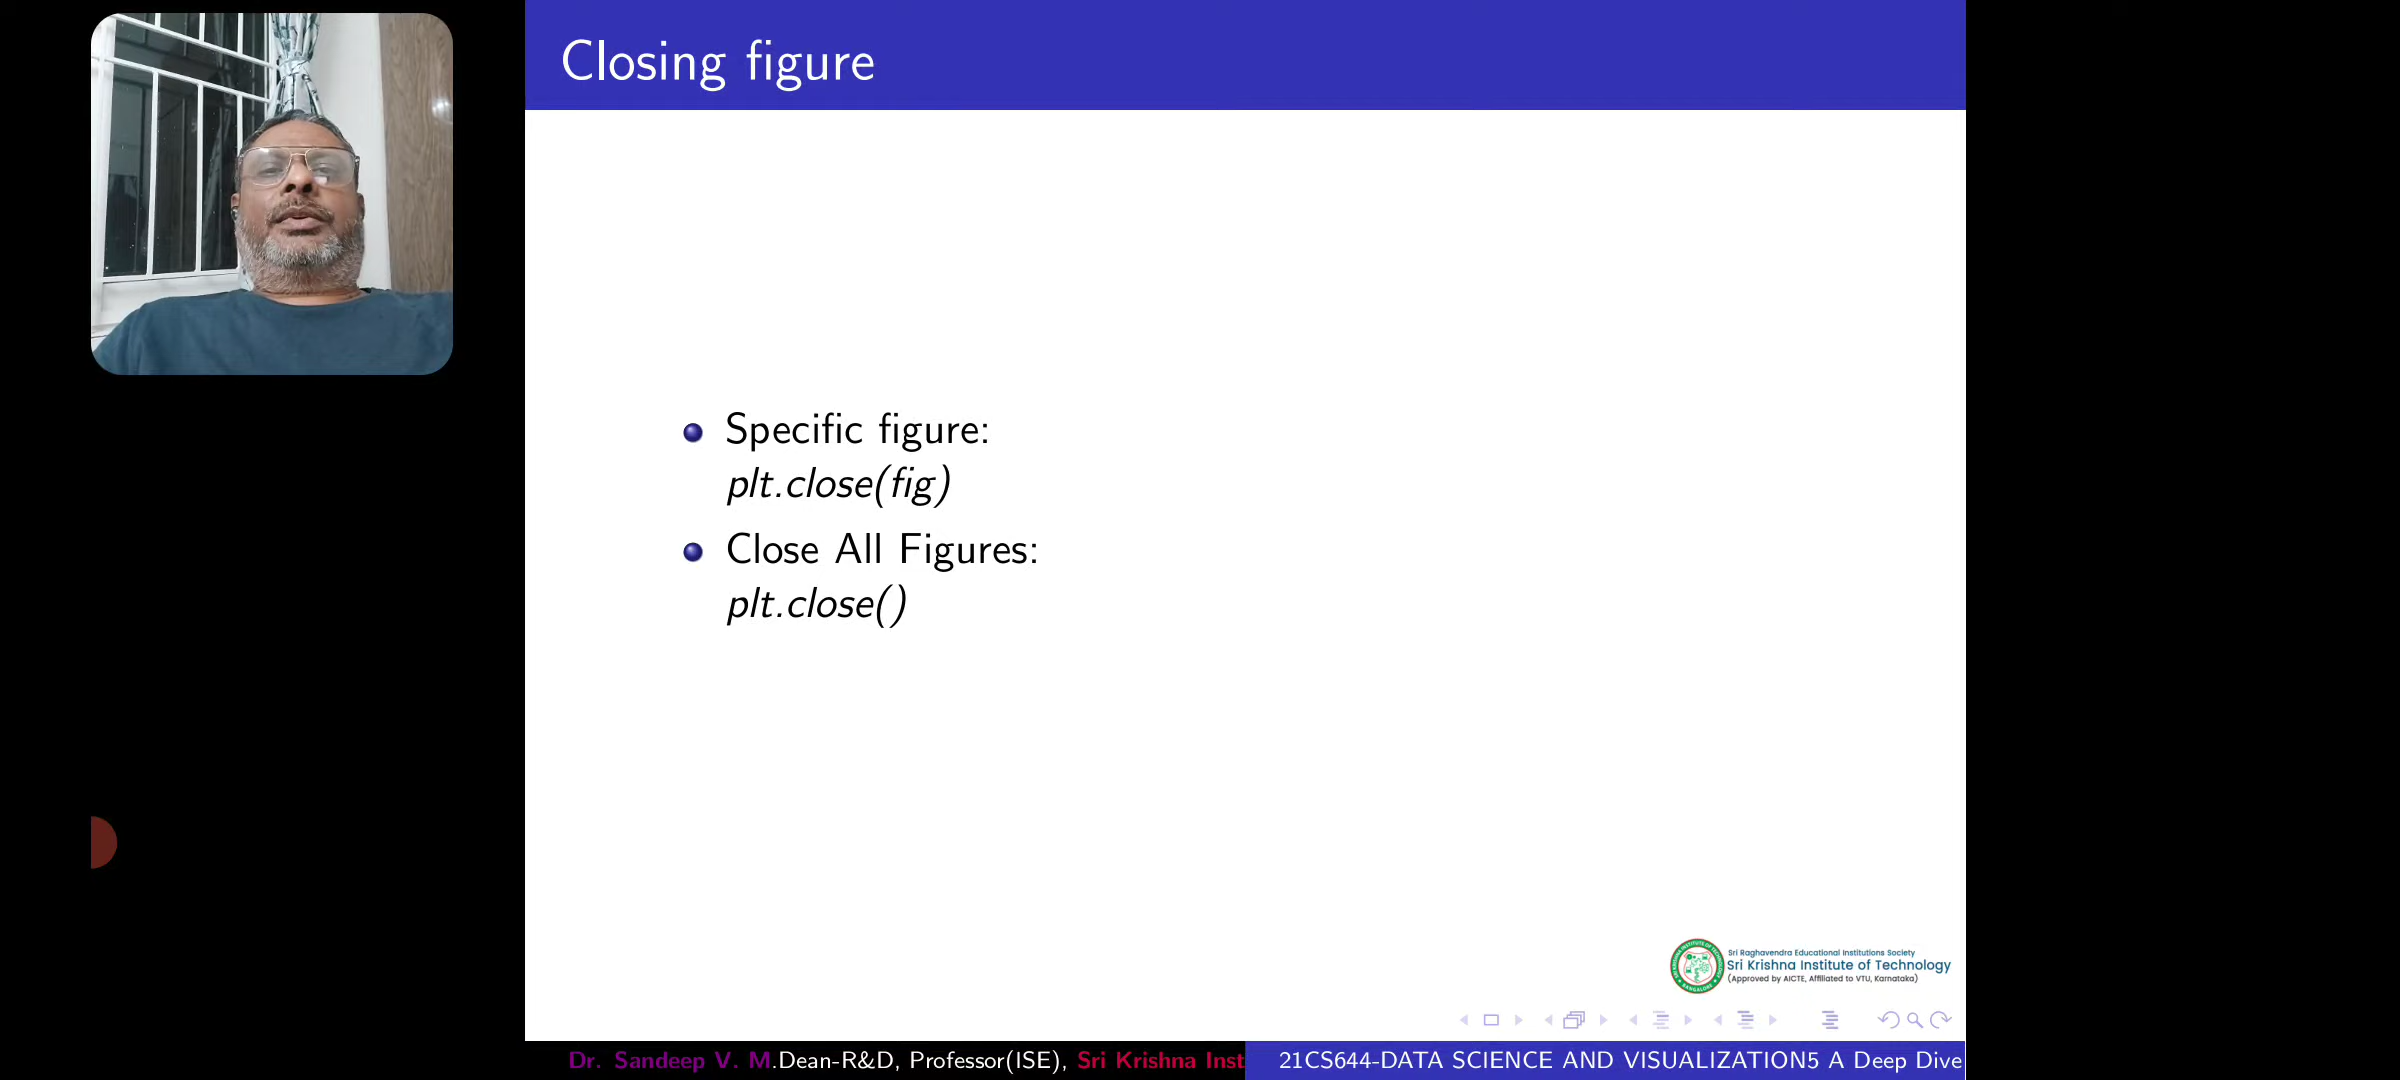 Closing figure
Specific figure:
plt.close(fig)
Close All Figures:
plt.close()
Sri Raghavendra Educational Institutions Society
Sri Krishna Institute of Technology
(Approved by AICTE, Affiliated to VTU, Karnataka)
Dr. Sandeep V. M.Dean-R&D, Professor(ISE), Sri Krishna Inst
21CS644-DATA SCIENCE AND VISUALIZATION5 A Deep Dive